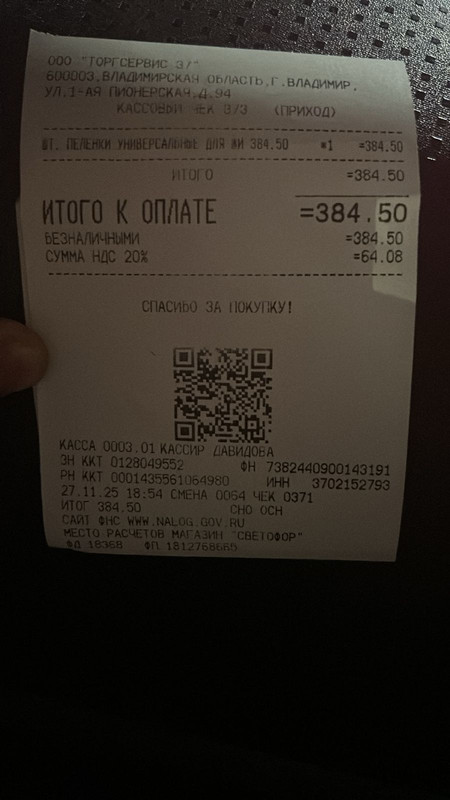 ООО "ТОРГСЕРВИС 37"
600003,ВЛАДИМИРСКАЯ ОБЛАСТЬ,Г.ВЛАДИМИР,
УЛ.1-АЯ ПИОНЕРСКАЯ,Д.94
КАССОВЫЙ ЧЕК 373 (ПРИХОД)
ШТ. ПЕЛЕНКИ УНИВЕРСАЛЬНЫЕ ДЛЯ ЖИ 384.50 *1 =384.50
ИТОГО =384.50
ИТОГО К ОПЛАТЕ =384.50
БЕЗНАЛИЧНЫМИ =384.50
СУММА НДС 20% =64.08
СПАСИБО ЗА ПОКУПКУ!
КАССА 0003.01 КАССИР ДАВИДОВА
ЗН ККТ 0128049552 ФН 7382440900143191
РН ККТ 0001435561064980 ИНН 3702152793
27.11.25 18:54 СМЕНА 0064 ЧЕК 0371
ИТОГ 384.50 СНО ОСН
САЙТ ФНС WWW.NALOG.GOV.RU
МЕСТО РАСЧЕТОВ МАГАЗИН "СВЕТОФОР"
ФД 18368 ФП 1812768665